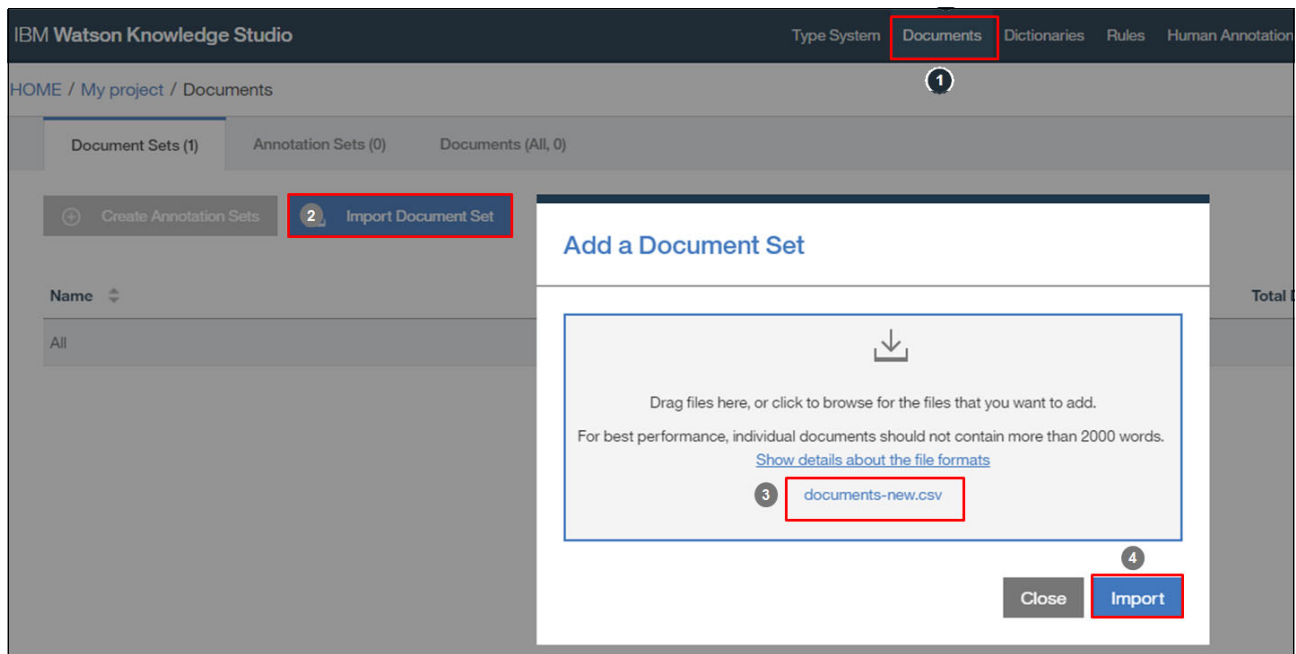 IBM Watson Knowledge Studio
Type System Documents Dictionaries Rules Human Annotation
1
HOME / My project / Documents
Document Sets (1) Annotation Sets (0) Documents (All, 0)
Create Annotation Sets 2 Import Document Set
Add a Document Set
Name Total
All
Drag files here, or click to browse for the files that you want to add.
For best performance, individual documents should not contain more than 2000 words.
Show details about the file formats
3 documents-new.csv
4
Close Import